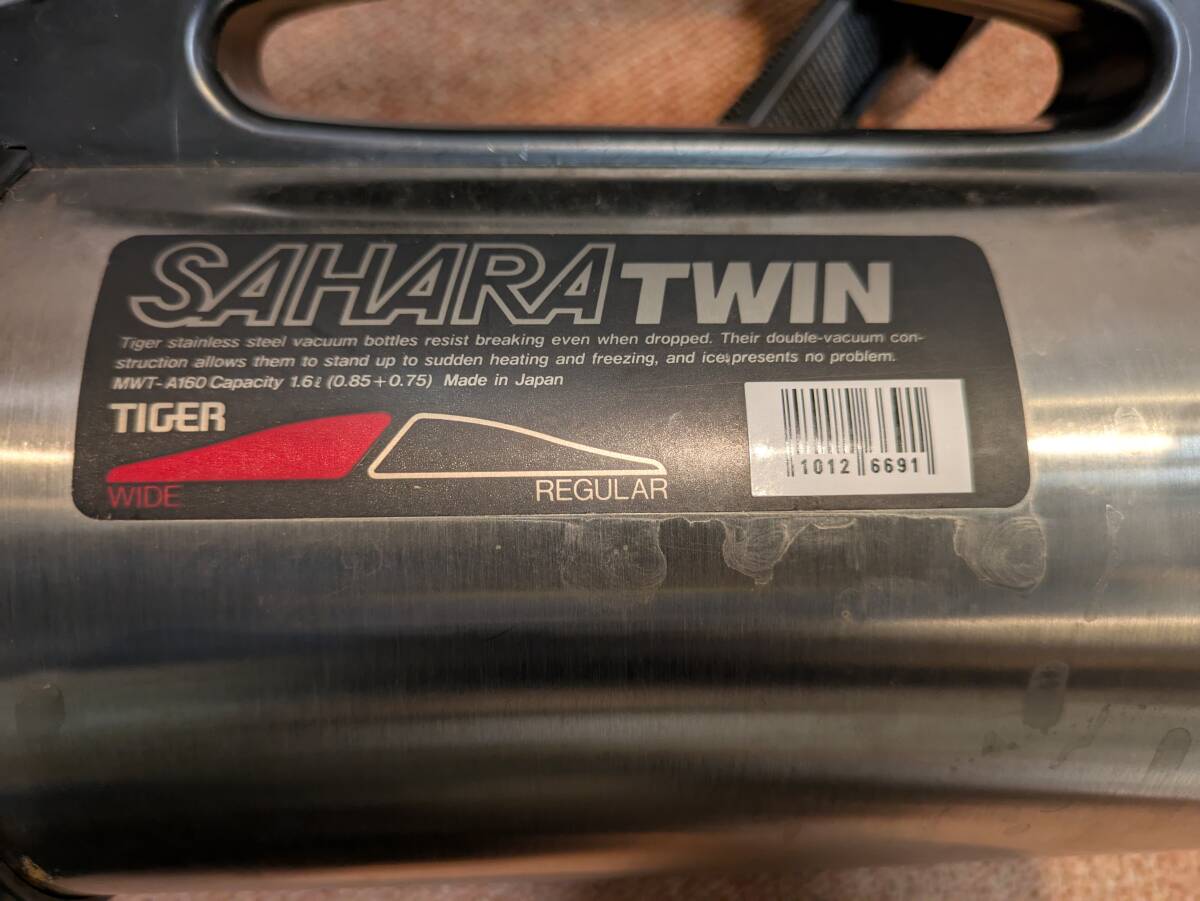 SAHARA TWIN
Tiger stainless steel vacuum bottles resist breaking even when dropped. Their double-vacuum con-
struction allows them to stand up to sudden heating and freezing, and ice presents no problem.
MWT-A160 Capacity 1.6ℓ (0.85+0.75) Made in Japan
TIGER
WIDE
REGULAR
1012 6691